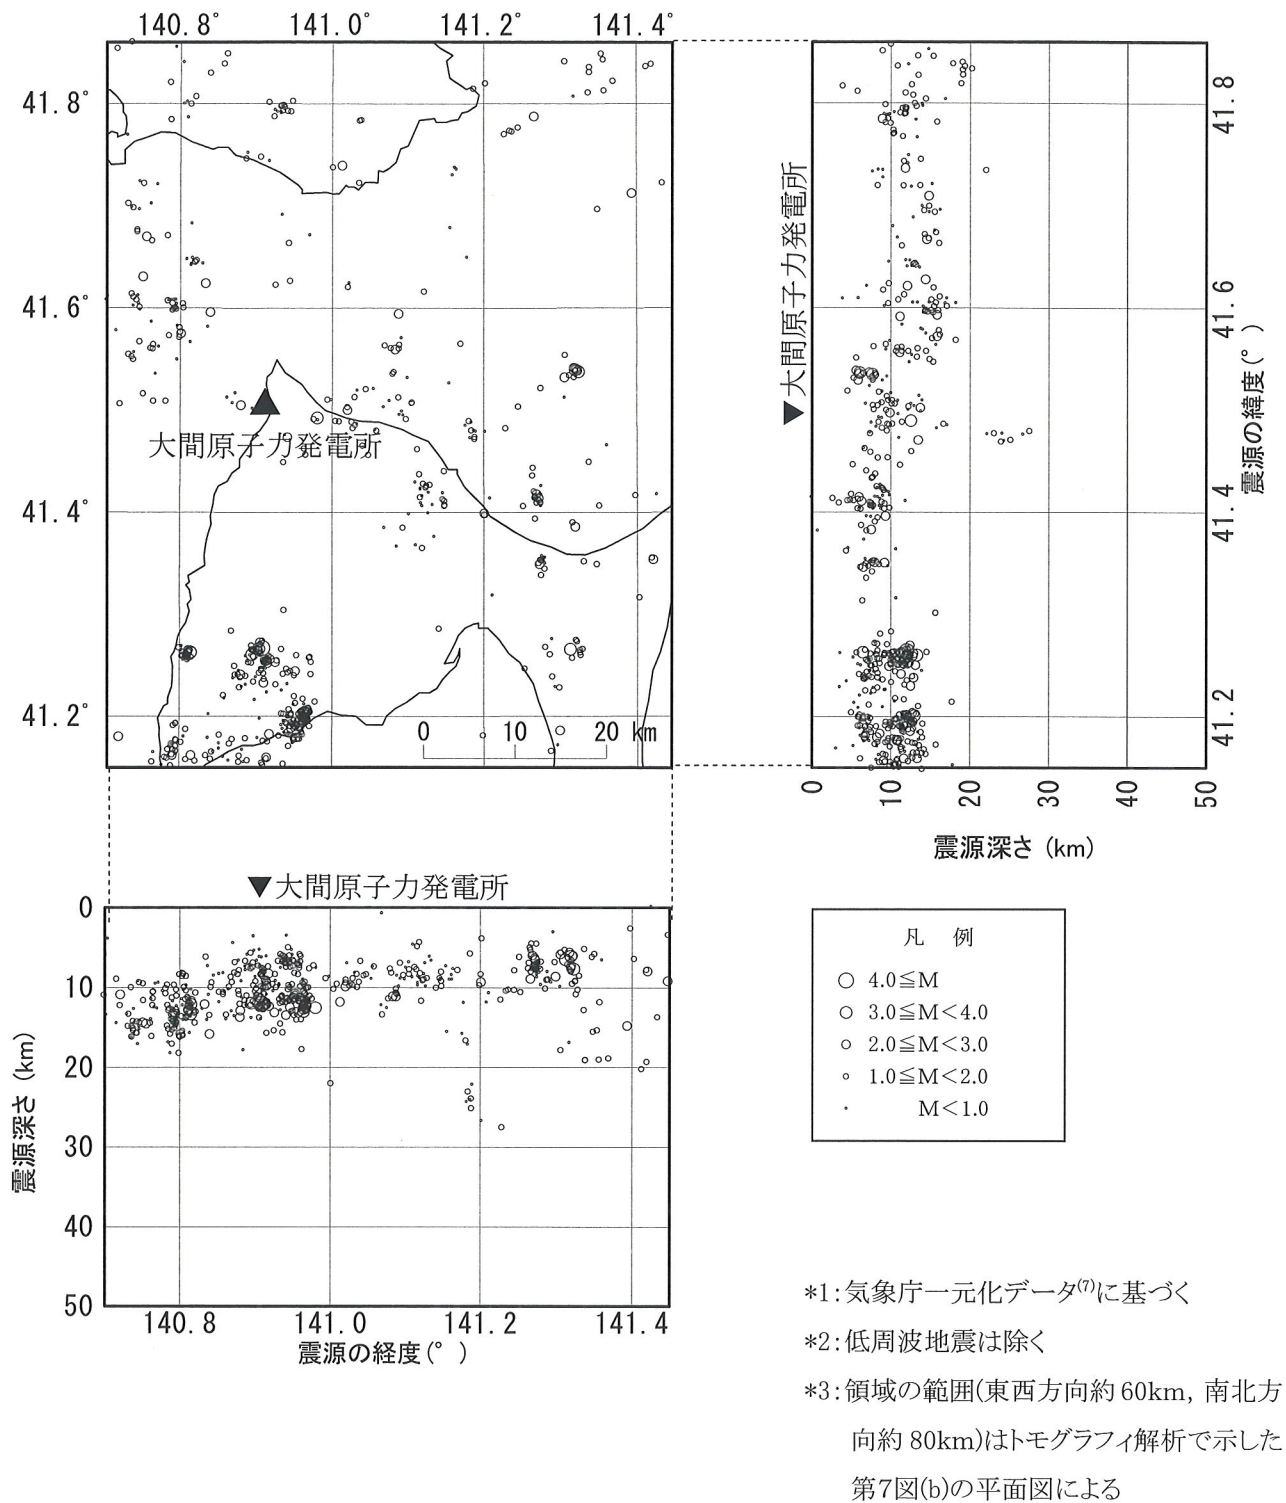 140.8° 141.0° 141.2° 141.4°
41.8°
41.6°
41.4°
41.2°
大間原子力発電所
0 10 20 km
▼大間原子力発電所
41.8
41.6
41.4
41.2
震源の緯度(°)
0 10 20 30 40 50
震源深さ (km)
▼大間原子力発電所
0
10
20
30
40
50
震源深さ (km)
140.8 141.0 141.2 141.4
震源の経度(°)
凡 例
4.0≦M
3.0≦M<4.0
2.0≦M<3.0
1.0≦M<2.0
M<1.0
*1:気象庁一元化データ(7)に基づく
*2:低周波地震は除く
*3:領域の範囲(東西方向約60km, 南北方
向約80km)はトモグラフィ解析で示した
第7図(b)の平面図による